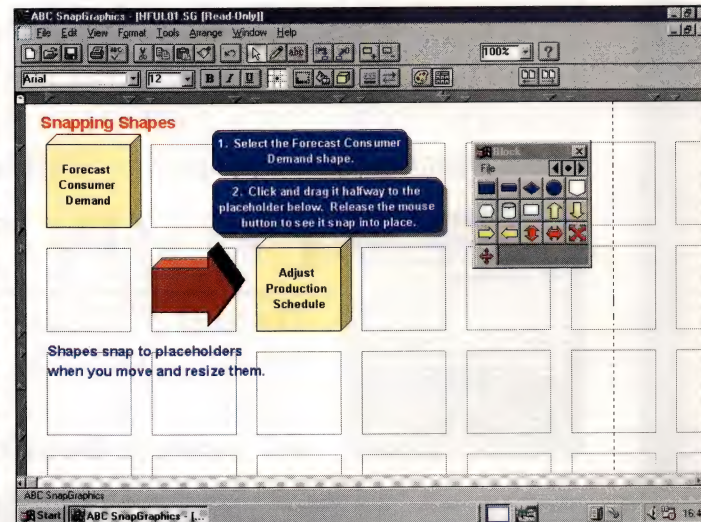 ABC SnapGraphics - [HFUL01.SG [Read-Only]]
File Edit View Format Tools Arrange Window Help
abc
100%
?
Arial
12
B I U
Snapping Shapes
Forecast
Consumer
Demand
1. Select the Forecast Consumer
Demand shape.
2. Click and drag it halfway to the
placeholder below. Release the mouse
button to see it snap into place.
Block
File
Adjust
Production
Schedule
Shapes snap to placeholders
when you move and resize them.
ABC SnapGraphics
Start
ABC SnapGraphics - [...